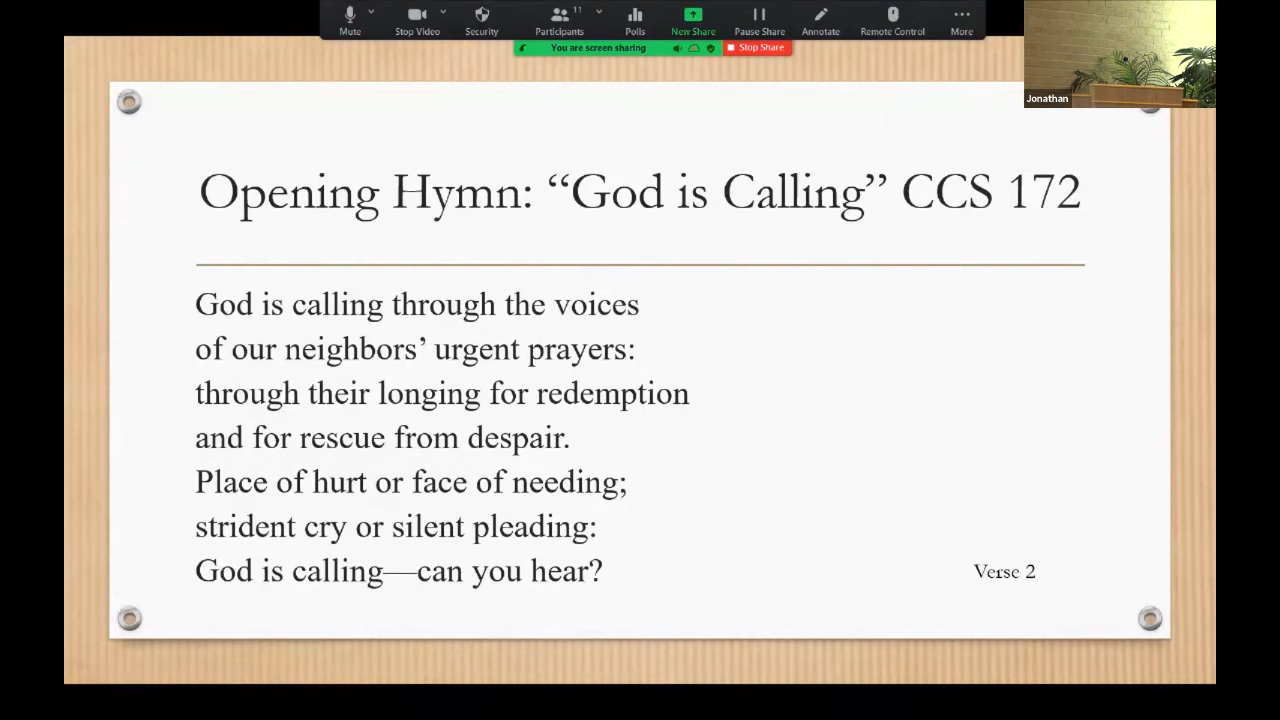 Mute
Stop Video
Security
Participants
11
Polls
New Share
Pause Share
Annotate
Remote Control
More
You are screen sharing
Stop Share
Jonathan
Opening Hymn: “God is Calling” CCS 172
God is calling through the voices
of our neighbors’ urgent prayers:
through their longing for redemption
and for rescue from despair.
Place of hurt or face of needing;
strident cry or silent pleading:
God is calling—can you hear?
Verse 2